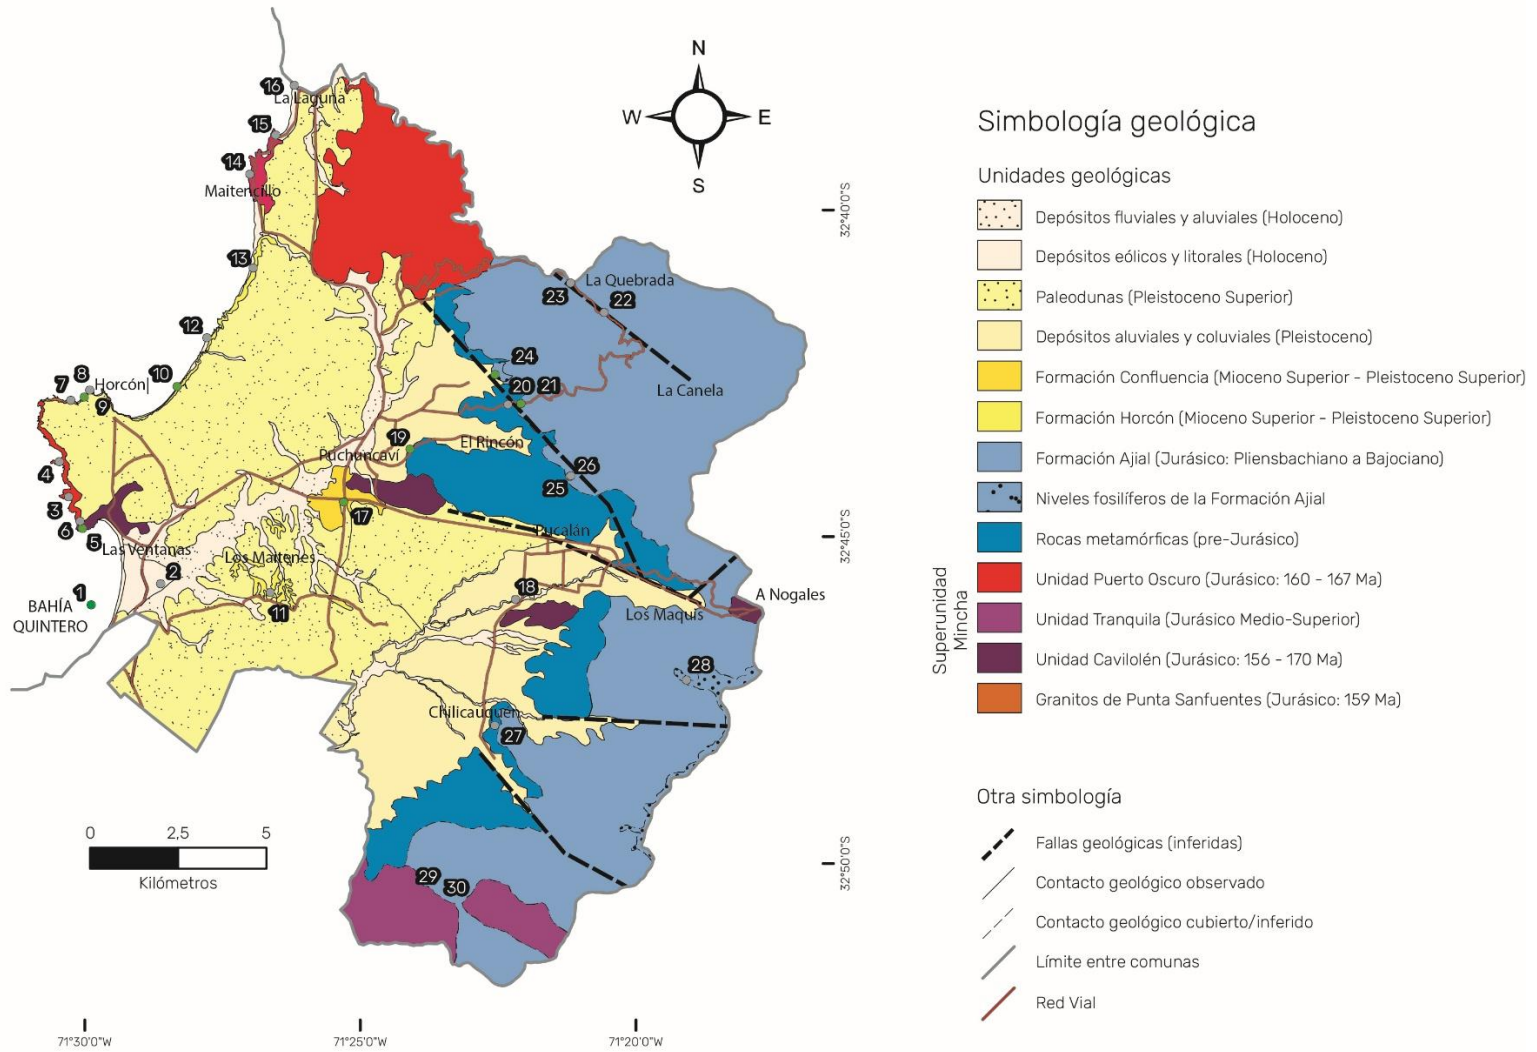 N
W
E
S
16
La Laguna
15
14
Maitencillo
13
32°40'0"S
La Quebrada
23
22
12
24
La Canela
8
7
Horcón
10
9
20
21
19
El Rincón
Puchuncaví
4
26
25
3
17
6
5
Pucalán
32°45'0"S
Las Ventanas
Los Maitenes
2
1
18
A Nogales
BAHÍA
QUINTERO
11
Los Maquis
28
Chilicauquen
27
0
2,5
5
Kilómetros
29
30
32°50'0"S
71°30'0"W
71°25'0"W
71°20'0"W
Simbología geológica
Unidades geológicas
Depósitos fluviales y aluviales (Holoceno)
Depósitos eólicos y litorales (Holoceno)
Paleodunas (Pleistoceno Superior)
Depósitos aluviales y coluviales (Pleistoceno)
Formación Confluencia (Mioceno Superior - Pleistoceno Superior)
Formación Horcón (Mioceno Superior - Pleistoceno Superior)
Formación Ajial (Jurásico: Pliensbachiano a Bajociano)
Niveles fosilíferos de la Formación Ajial
Rocas metamórficas (pre-Jurásico)
Superunidad
Mincha
Unidad Puerto Oscuro (Jurásico: 160 - 167 Ma)
Unidad Tranquila (Jurásico Medio-Superior)
Unidad Cavilolén (Jurásico: 156 - 170 Ma)
Granitos de Punta Sanfuentes (Jurásico: 159 Ma)
Otra simbología
Fallas geológicas (inferidas)
Contacto geológico observado
Contacto geológico cubierto/inferido
Límite entre comunas
Red Vial